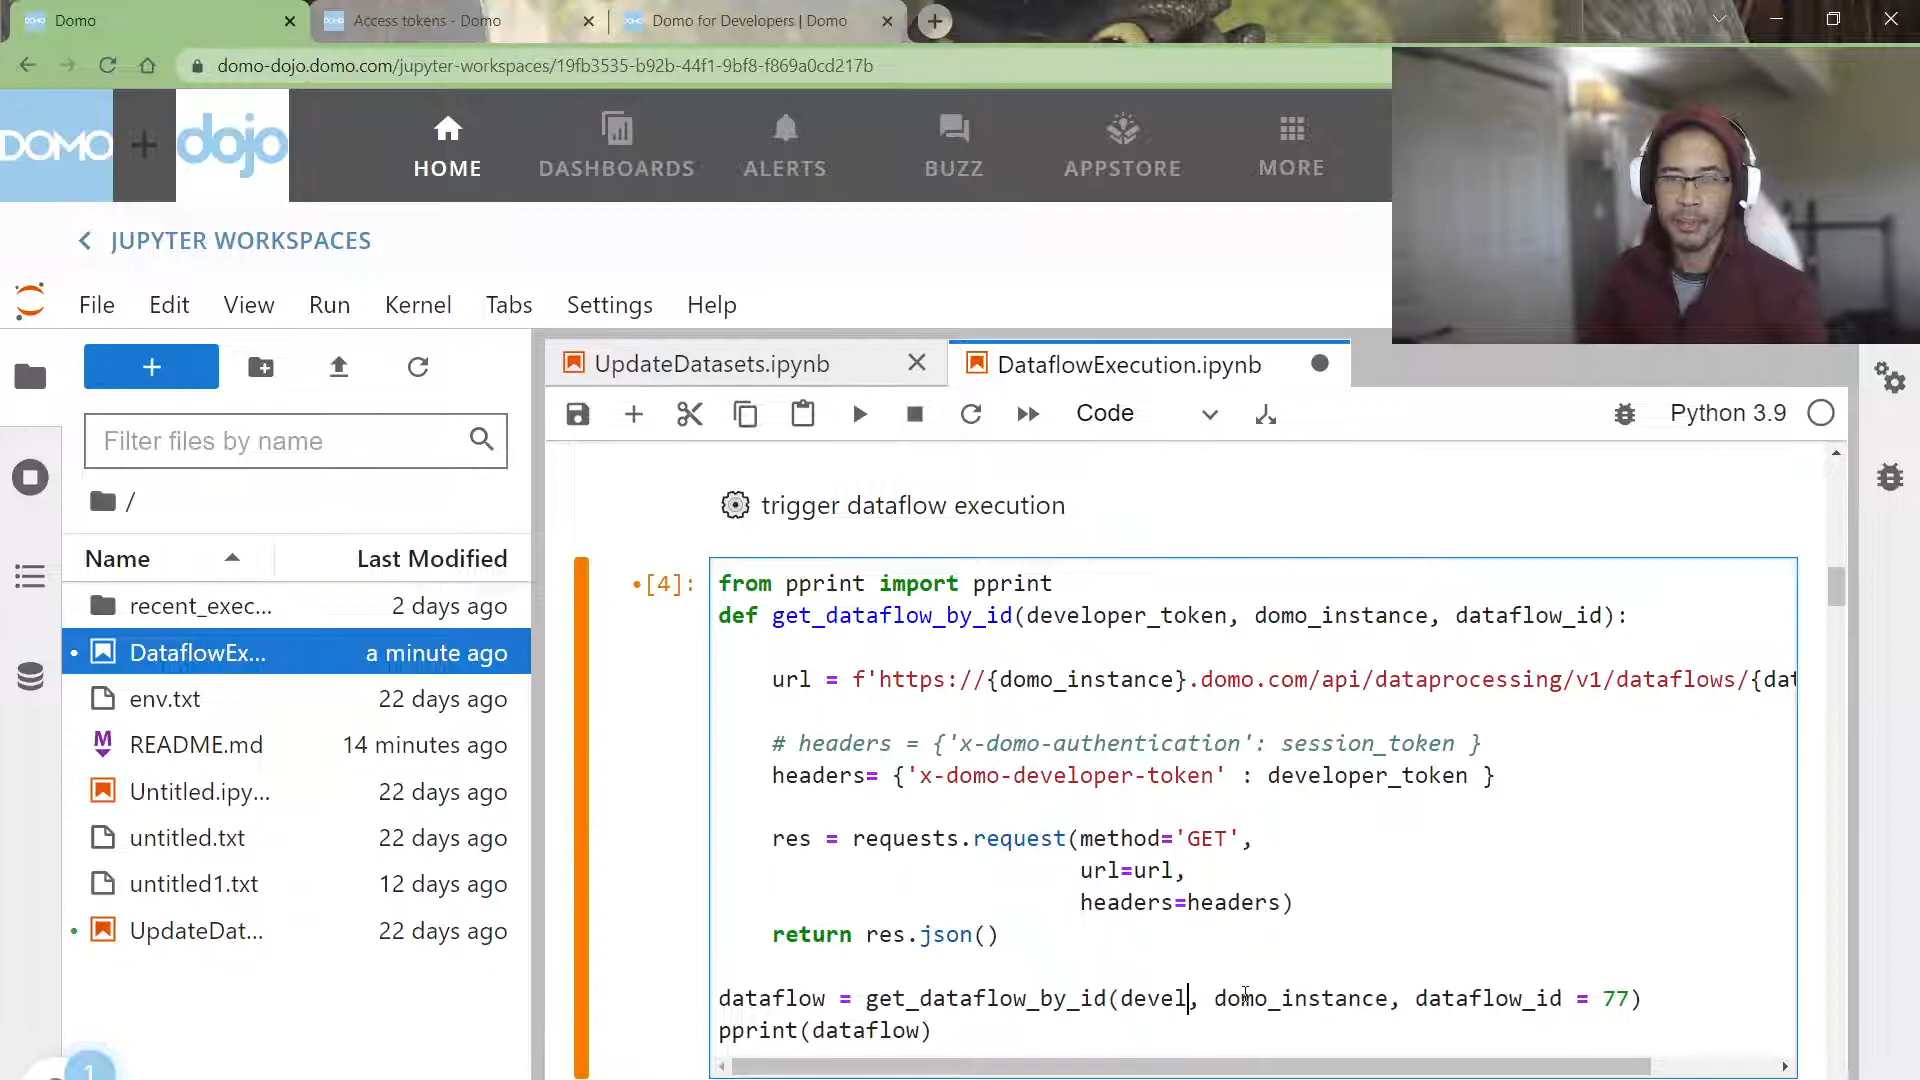 Domo
Access tokens - Domo
Domo for Developers | Domo
domo-dojo.domo.com/jupyter-workspaces/19fb3535-b92b-44f1-9bf8-f869a0cd217b
DOMO
dojo
HOME
DASHBOARDS
ALERTS
BUZZ
APPSTORE
MORE
JUPYTER WORKSPACES
File Edit View Run Kernel Tabs Settings Help
UpdateDatasets.ipynb
DataflowExecution.ipynb
Code
Python 3.9
Filter files by name
/
Name Last Modified
recent_exec... 2 days ago
DataflowEx... a minute ago
env.txt 22 days ago
README.md 14 minutes ago
Untitled.ipy... 22 days ago
untitled.txt 22 days ago
untitled1.txt 12 days ago
UpdateDat... 22 days ago
1
trigger dataflow execution
[4]:
from pprint import pprint
def get_dataflow_by_id(developer_token, domo_instance, dataflow_id):
url = f'https://{domo_instance}.domo.com/api/dataprocessing/v1/dataflows/{dat
# headers = {'x-domo-authentication': session_token }
headers= {'x-domo-developer-token' : developer_token }
res = requests.request(method='GET',
url=url,
headers=headers)
return res.json()
dataflow = get_dataflow_by_id(devel, domo_instance, dataflow_id = 77)
pprint(dataflow)